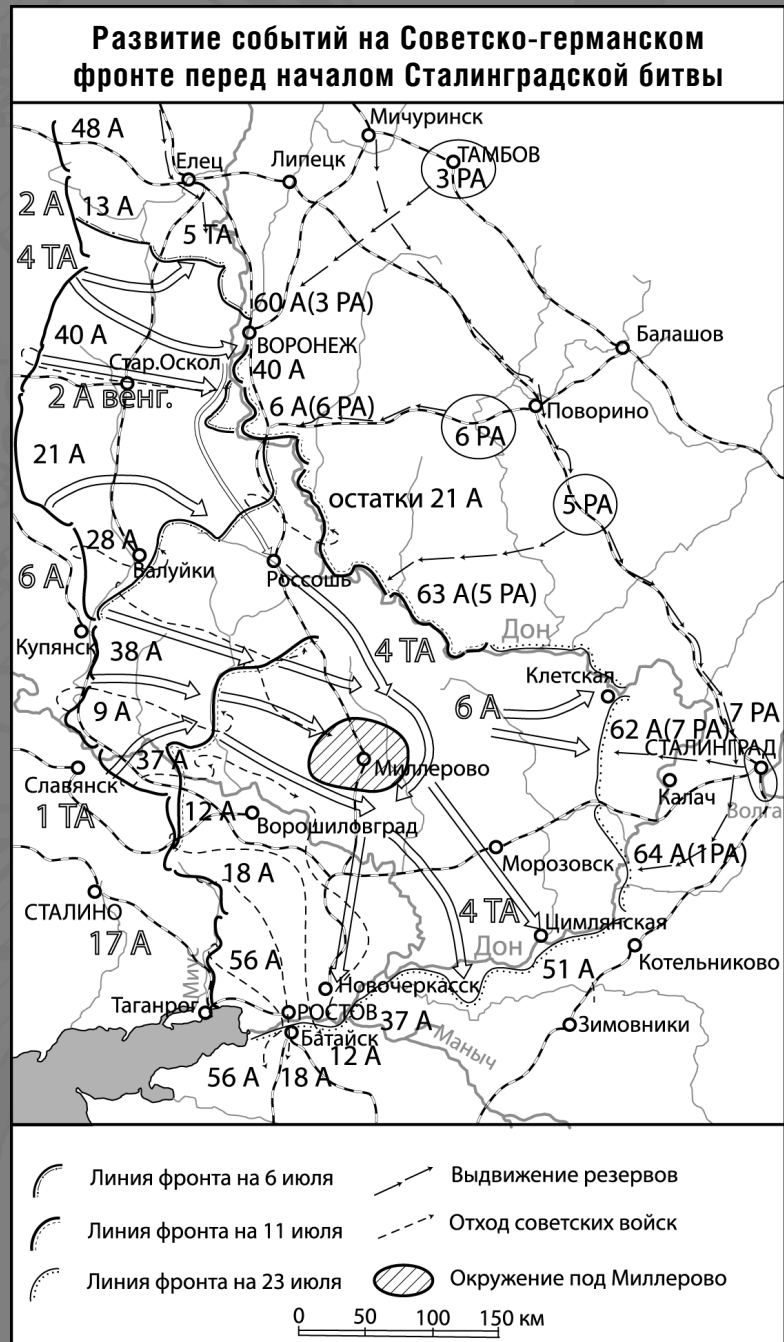 Развитие событий на Советско-германском
фронте перед началом Сталинградской битвы
Мичуринск
48 А
ТАМБОВ
Елец
Липецк
3 РА
2 А
13 А
5 ТА
4 ТА
60 А(3 РА)
40 А
ВОРОНЕЖ
Балашов
Стар.Оскол
40 А
2 А венг.
6 А(6 РА)
Поворино
6 РА
21 А
остатки 21 А
5 РА
28 А
Валуйки
Россошь
6 А
63 А(5 РА)
Дон
Купянск
38 А
4 ТА
Клетская
6 А
9 А
62 А(7 РА)
7 РА
СТАЛИНГРАД
37 А
Миллерово
Славянск
Калач
1 ТА
12 А
Ворошиловград
Волга
Морозовск
64 А(1РА)
18 А
СТАЛИНО
4 ТА
Цимлянская
17 А
Дон
56 А
51 А
Котельниково
Миус
Новочеркасск
Таганрог
РОСТОВ
37 А
Зимовники
Батайск
12 А
Маныч
56 А
18 А
Линия фронта на 6 июля
Линия фронта на 11 июля
Линия фронта на 23 июля
Выдвижение резервов
Отход советских войск
Окружение под Миллерово
0 50 100 150 км